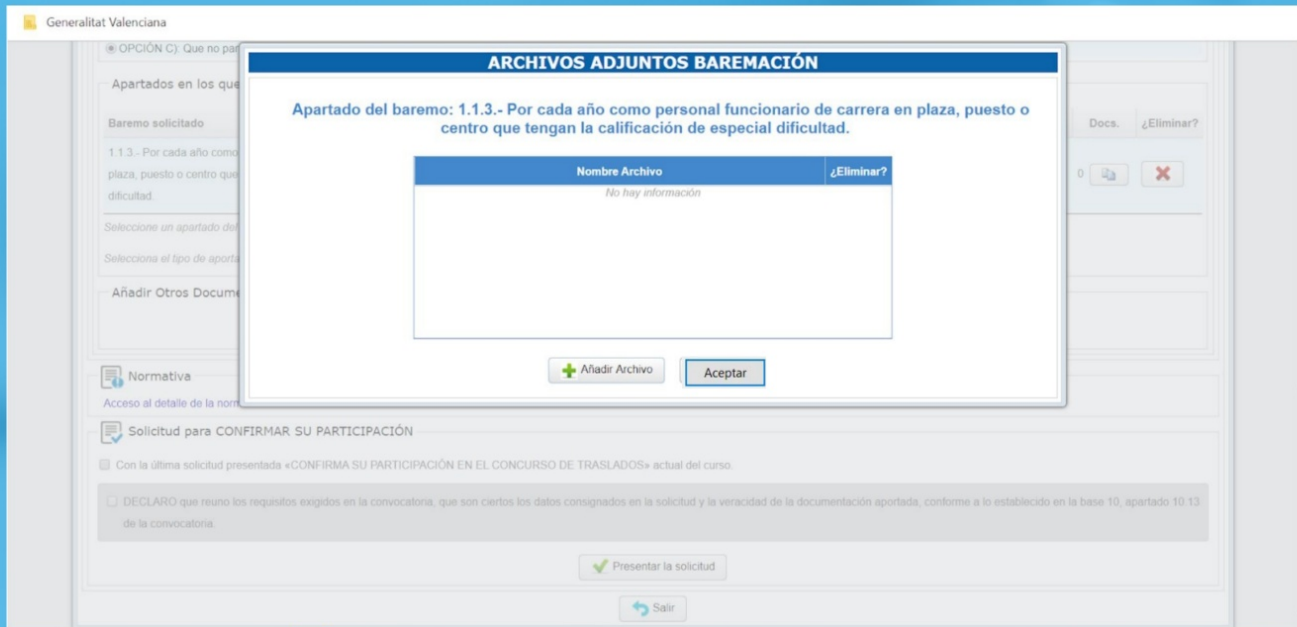 Generalitat Valenciana
OPCIÓN C): Que no par
Apartados en los que
Baremo solicitado
Docs.
¿Eliminar?
1.1.3 - Por cada año como
plaza, puesto o centro que
dificultad.
0
Seleccione un apartado del
Selecciona el tipo de aporta
Añadir Otros Docume
ARCHIVOS ADJUNTOS BAREMACIÓN
Apartado del baremo: 1.1.3.- Por cada año como personal funcionario de carrera en plaza, puesto o
centro que tengan la calificación de especial dificultad.
Nombre Archivo
¿Eliminar?
No hay información
Añadir Archivo
Aceptar
Normativa
Acceso al detalle de la norm
Solicitud para CONFIRMAR SU PARTICIPACIÓN
Con la última solicitud presentada «CONFIRMA SU PARTICIPACIÓN EN EL CONCURSO DE TRASLADOS» actual del curso.
DECLARO que reuno los requisitos exigidos en la convocatoria, que son ciertos los datos consignados en la solicitud y la veracidad de la documentación aportada, conforme a lo establecido en la base 10, apartado 10.13
de la convocatoria.
Presentar la solicitud
Salir